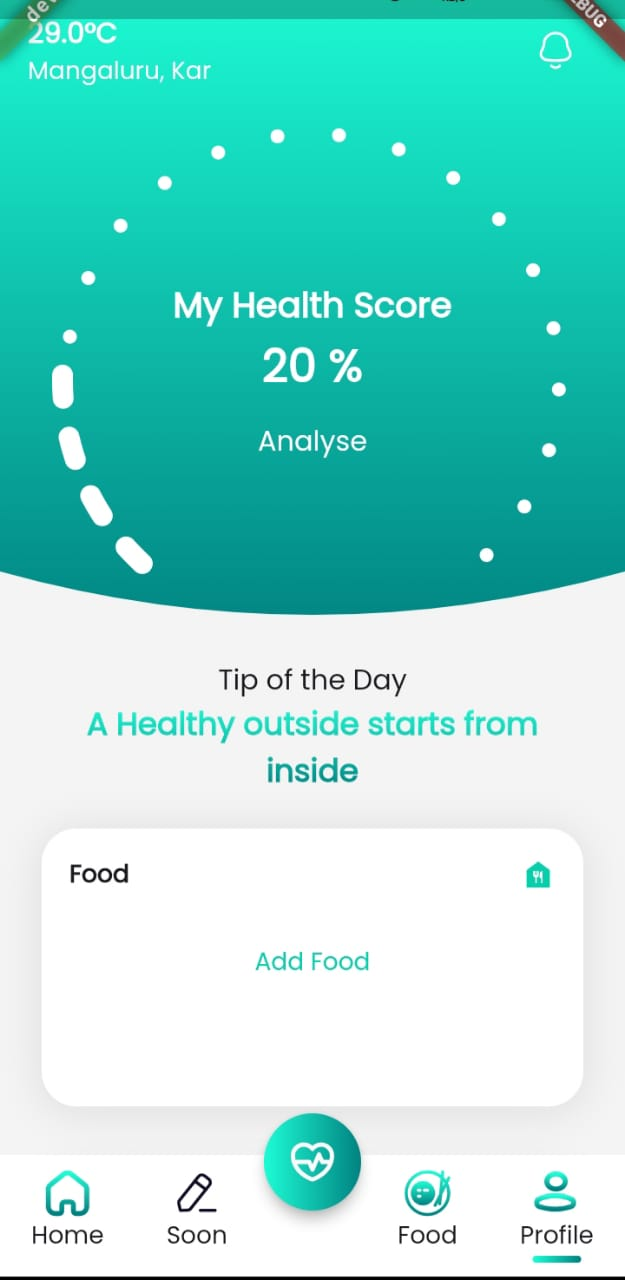 29.0°C
Mangaluru, Kar
My Health Score
20 %
Analyse
Tip of the Day
A Healthy outside starts from
inside
Food
Add Food
Home
Soon
Food
Profile